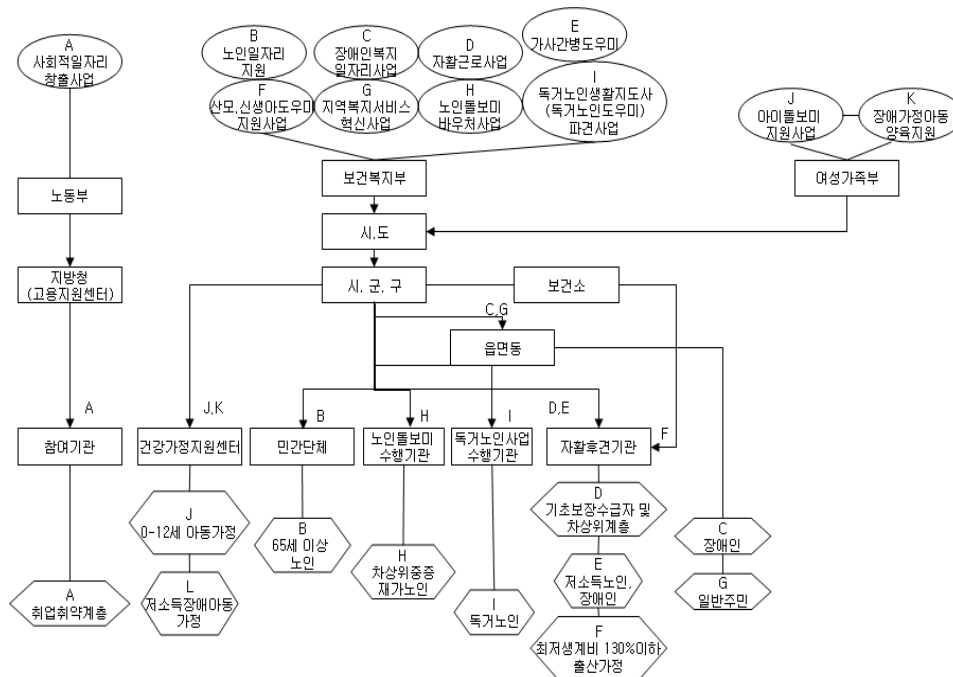 A
사회적일자리
창출사업
B
노인일자리
지원
C
장애인복지
일자리사업
D
자활근로사업
E
가사간병도우미
F
산모,신생아도우미
지원사업
G
지역복지서비스
혁신사업
H
노인돌보미
바우처사업
I
독거노인생활지도사
(독거노인도우미)
파견사업
J
아이돌보미
지원사업
K
장애가정아동
양육지원
노동부
보건복지부
여성가족부
시,도
지방청
(고용지원센터)
시, 군, 구
보건소
C,G
읍면동
A
J,K
B
H
I
D,E
F
참여기관
건강가정지원센터
민간단체
노인돌보미
수행기관
독거노인사업
수행기관
자활후견기관
J
0-12세 아동가정
B
65세 이상
노인
D
기초보장수급자 및
차상위계층
C
장애인
H
차상위중증
재가노인
E
저소득노인,
장애인
G
일반주민
A
취업취약계층
L
저소득장애아동
가정
I
독거노인
F
최저생계비 130%이하
출산가정